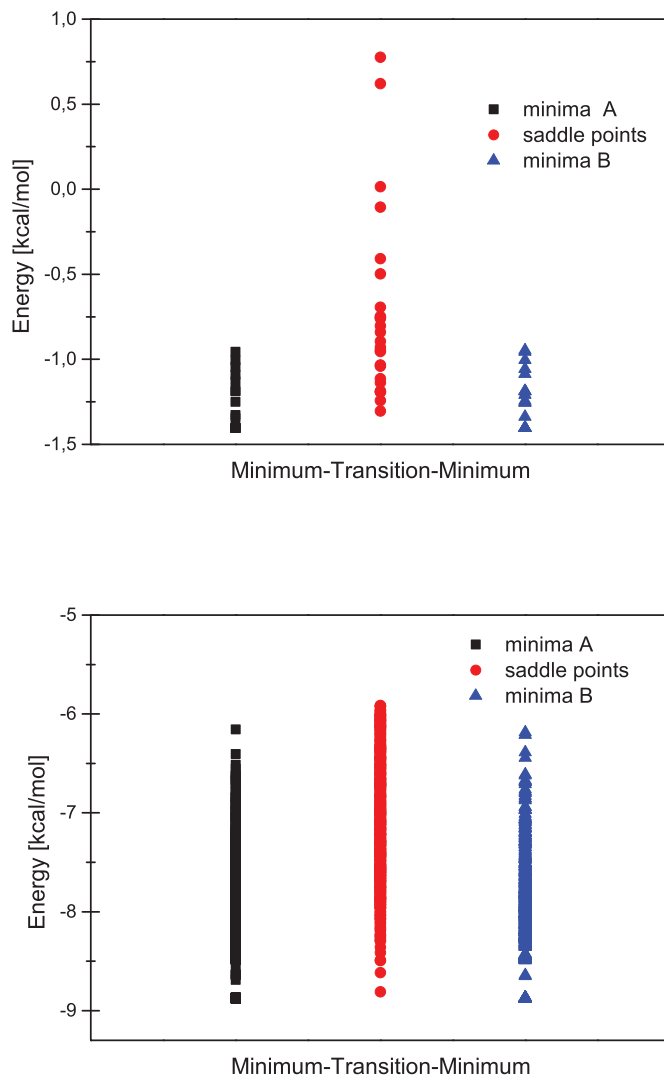 1,0
0,5
0,0
-0,5
-1,0
-1,5
Energy [kcal/mol]
minima A
saddle points
minima B
Minimum-Transition-Minimum
-5
-6
-7
-8
-9
Energy [kcal/mol]
minima A
saddle points
minima B
Minimum-Transition-Minimum